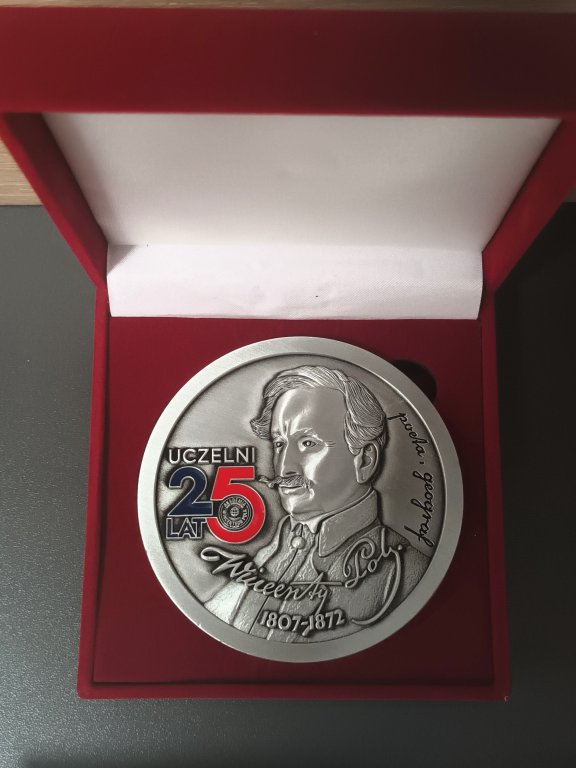 UCZELNI
25
LAT
Wincenty Pol.
1807-1872
poeta i geograf